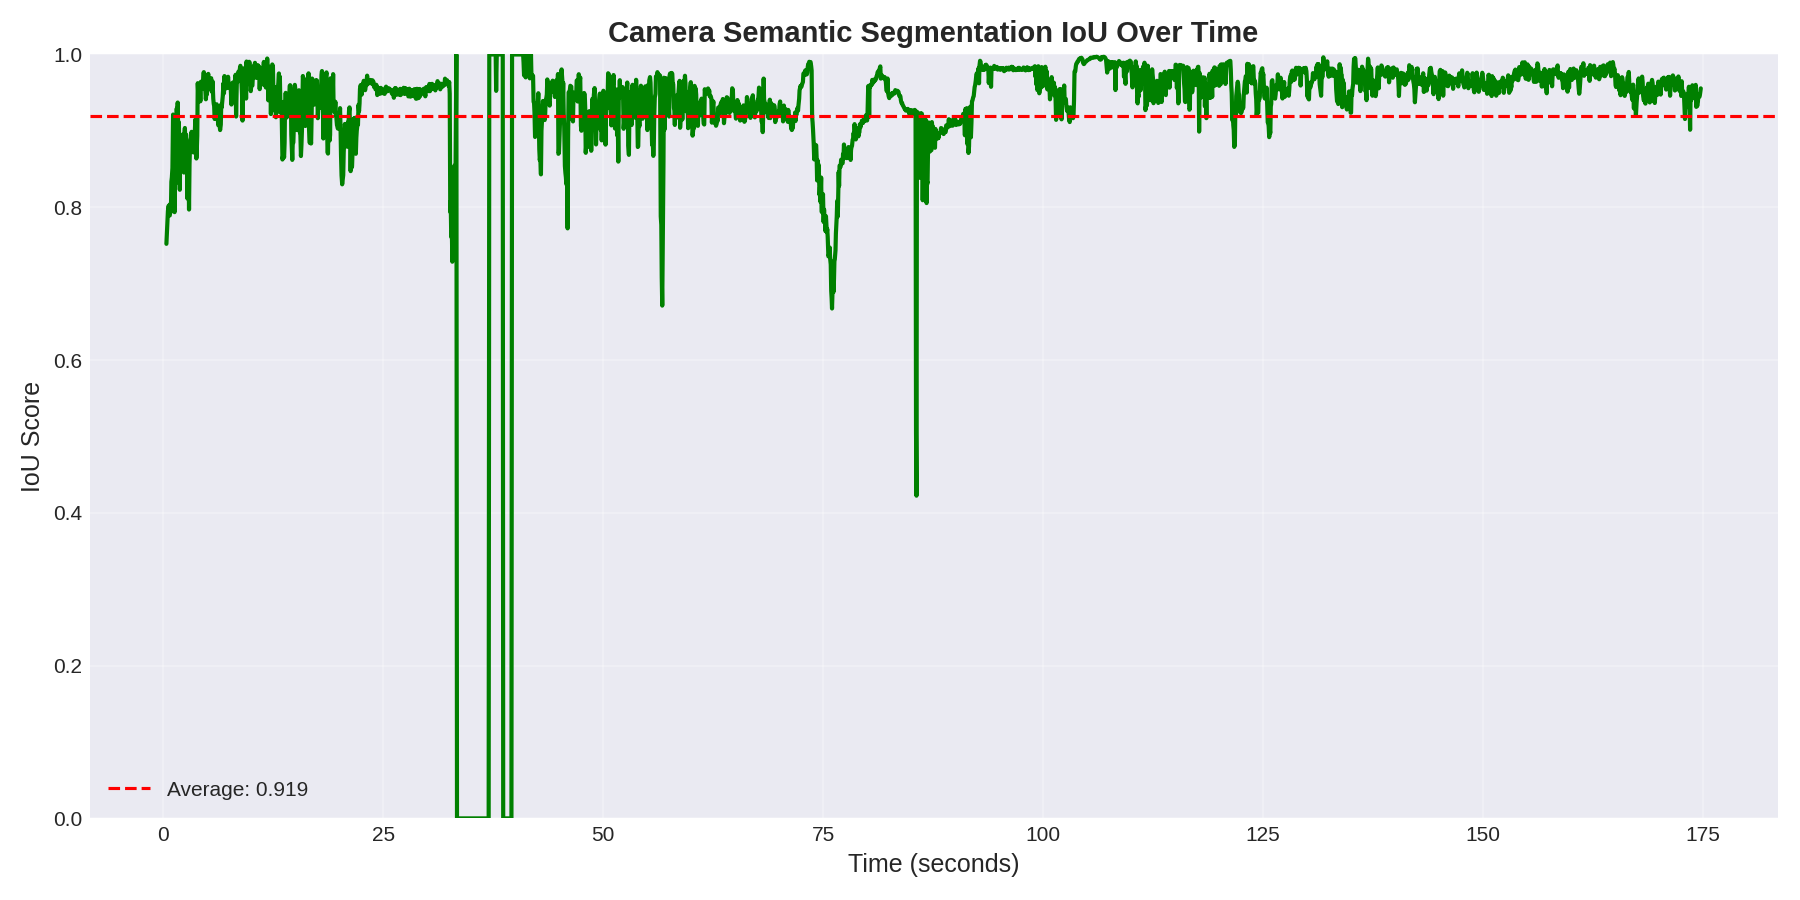 Camera Semantic Segmentation IoU Over Time
1.0
0.8
0.6
0.4
0.2
0.0
IoU Score
Average: 0.919
0 25 50 75 100 125 150 175
Time (seconds)